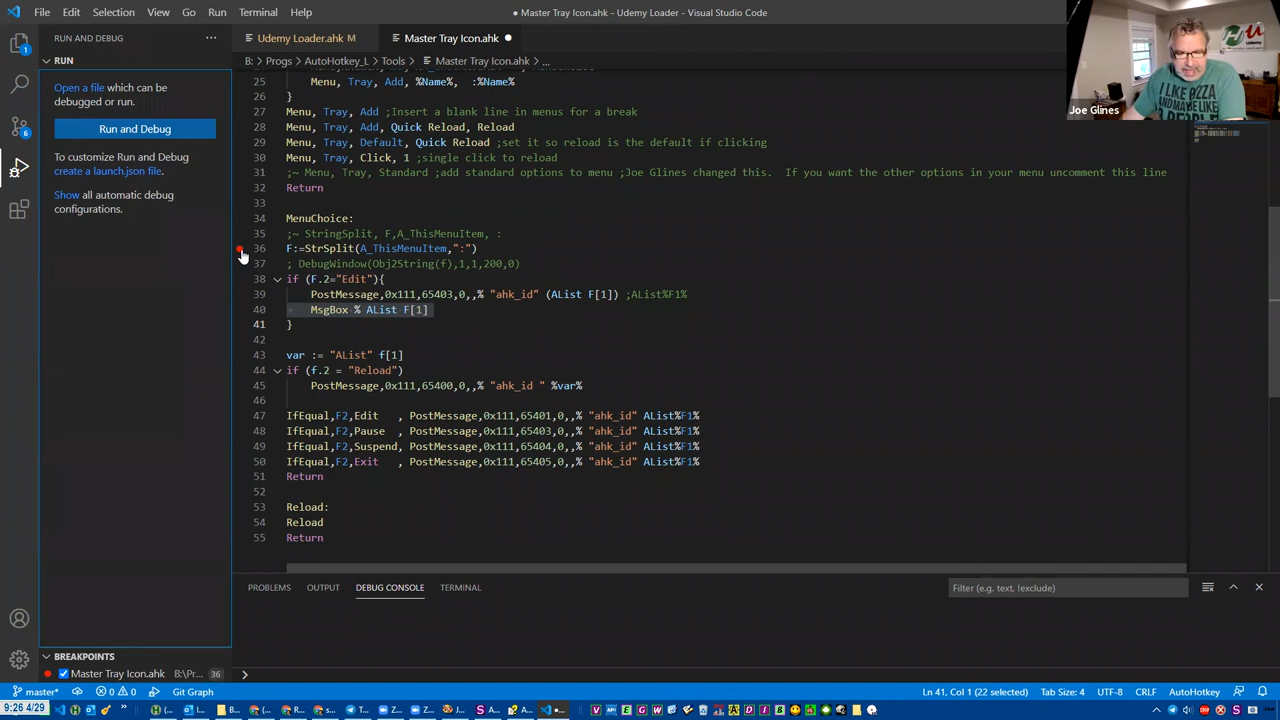 File Edit Selection View Go Run Terminal Help
● Master Tray Icon.ahk - Udemy Loader - Visual Studio Code
RUN AND DEBUG ···
Udemy Loader.ahk M
Master Tray Icon.ahk ●
RUN
B: > Progs > AutoHotkey_L > Tools > Master Tray Icon.ahk > ...
Open a file which can be
debugged or run.
Run and Debug
To customize Run and Debug
create a launch.json file.
Show all automatic debug
configurations.
25 Menu, Tray, Add, %Name%, :%Name%
26 }
27 Menu, Tray, Add ;Insert a blank line in menus for a break
28 Menu, Tray, Add, Quick Reload, Reload
29 Menu, Tray, Default, Quick Reload ;set it so reload is the default if clicking
30 Menu, Tray, Click, 1 ;single click to reload
31 ;~ Menu, Tray, Standard ;add standard options to menu ;Joe Glines changed this.  If you want the other options in your menu uncomment this line
32 Return
33
34 MenuChoice:
35 ;~ StringSplit, F,A_ThisMenuItem, :
36 F:=StrSplit(A_ThisMenuItem,":")
37 ; DebugWindow(Obj2String(f),1,1,200,0)
38 if (F.2="Edit"){
39 PostMessage,0x111,65403,0,,% "ahk_id" (AList F[1]) ;AList%F1%
40 MsgBox % AList F[1]
41 }
42
43 var := "AList" f[1]
44 if (f.2 = "Reload")
45 PostMessage,0x111,65400,0,,% "ahk_id " %var%
46
47 IfEqual,F2,Edit   , PostMessage,0x111,65401,0,,% "ahk_id" AList%F1%
48 IfEqual,F2,Pause  , PostMessage,0x111,65403,0,,% "ahk_id" AList%F1%
49 IfEqual,F2,Suspend, PostMessage,0x111,65404,0,,% "ahk_id" AList%F1%
50 IfEqual,F2,Exit   , PostMessage,0x111,65405,0,,% "ahk_id" AList%F1%
51 Return
52
53 Reload:
54 Reload
55 Return
Joe Glines
I LIKE PIZZA
AND MAYBE LIKE
Udemy
1
6
PROBLEMS OUTPUT DEBUG CONSOLE TERMINAL
Filter (e.g. text, !exclude)
BREAKPOINTS
Master Tray Icon.ahk B:\Pr... 36
master* 0 0 Git Graph
Ln 41, Col 1 (22 selected) Tab Size: 4 UTF-8 CRLF AutoHotkey
9:26 4/29